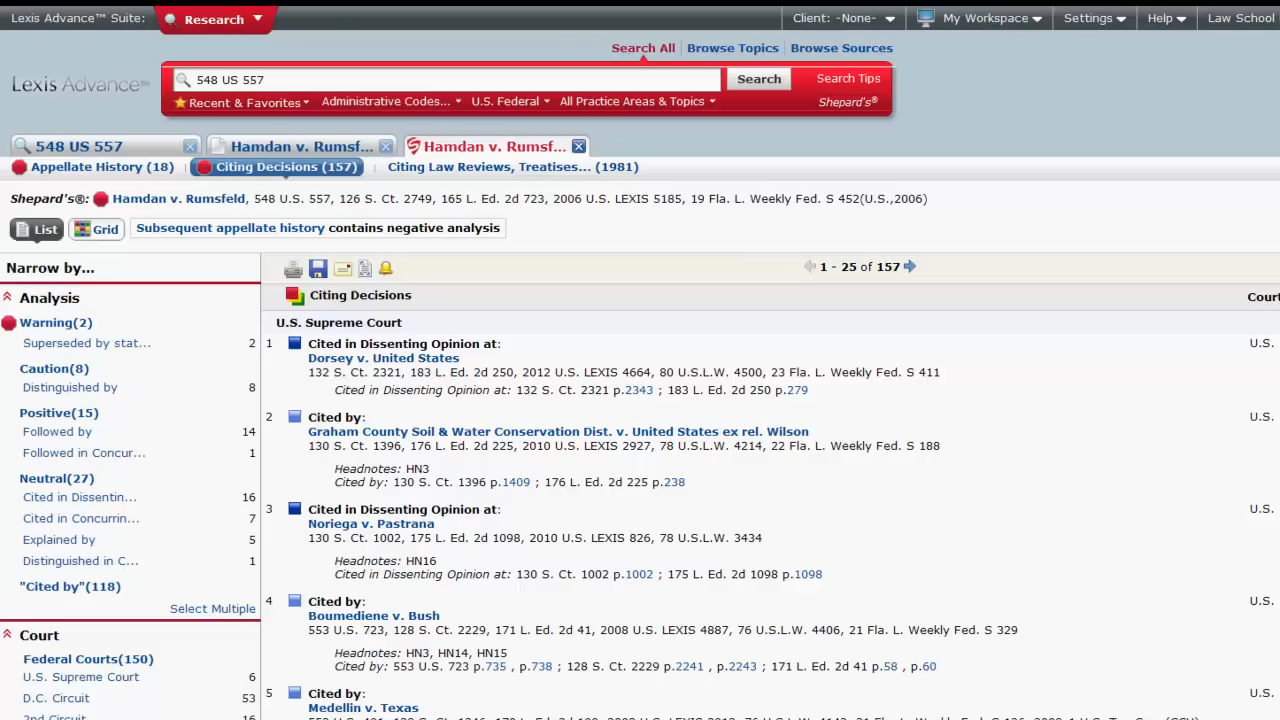 Lexis Advance™ Suite: Research Client: -None- My Workspace Settings Help Law School
Search All Browse Topics Browse Sources
Lexis Advance™ 548 US 557 Search Search Tips
Recent & Favorites Administrative Codes... U.S. Federal All Practice Areas & Topics Shepard's®
548 US 557 Hamdan v. Rumsf... Hamdan v. Rumsf...
Appellate History (18) Citing Decisions (157) Citing Law Reviews, Treatises... (1981)
Shepard's®: Hamdan v. Rumsfeld, 548 U.S. 557, 126 S. Ct. 2749, 165 L. Ed. 2d 723, 2006 U.S. LEXIS 5185, 19 Fla. L. Weekly Fed. S 452(U.S.,2006)
List Grid Subsequent appellate history contains negative analysis
Narrow by...
Analysis
Warning(2)
Superseded by stat... 2
Caution(8)
Distinguished by 8
Positive(15)
Followed by 14
Followed in Concur... 1
Neutral(27)
Cited in Dissentin... 16
Cited in Concurrin... 7
Explained by 5
Distinguished in C... 1
"Cited by"(118)
Select Multiple
Court
Federal Courts(150)
U.S. Supreme Court 6
D.C. Circuit 53
2nd Circuit 16
1 - 25 of 157
Citing Decisions Court
U.S. Supreme Court
1 Cited in Dissenting Opinion at: U.S.
Dorsey v. United States
132 S. Ct. 2321, 183 L. Ed. 2d 250, 2012 U.S. LEXIS 4664, 80 U.S.L.W. 4500, 23 Fla. L. Weekly Fed. S 411
Cited in Dissenting Opinion at: 132 S. Ct. 2321 p.2343 ; 183 L. Ed. 2d 250 p.279
2 Cited by: U.S.
Graham County Soil & Water Conservation Dist. v. United States ex rel. Wilson
130 S. Ct. 1396, 176 L. Ed. 2d 225, 2010 U.S. LEXIS 2927, 78 U.S.L.W. 4214, 22 Fla. L. Weekly Fed. S 188
Headnotes: HN3
Cited by: 130 S. Ct. 1396 p.1409 ; 176 L. Ed. 2d 225 p.238
3 Cited in Dissenting Opinion at: U.S.
Noriega v. Pastrana
130 S. Ct. 1002, 175 L. Ed. 2d 1098, 2010 U.S. LEXIS 826, 78 U.S.L.W. 3434
Headnotes: HN16
Cited in Dissenting Opinion at: 130 S. Ct. 1002 p.1002 ; 175 L. Ed. 2d 1098 p.1098
4 Cited by: U.S.
Boumediene v. Bush
553 U.S. 723, 128 S. Ct. 2229, 171 L. Ed. 2d 41, 2008 U.S. LEXIS 4887, 76 U.S.L.W. 4406, 21 Fla. L. Weekly Fed. S 329
Headnotes: HN3, HN14, HN15
Cited by: 553 U.S. 723 p.735 , p.738 ; 128 S. Ct. 2229 p.2241 , p.2243 ; 171 L. Ed. 2d 41 p.58 , p.60
5 Cited by: U.S.
Medellin v. Texas